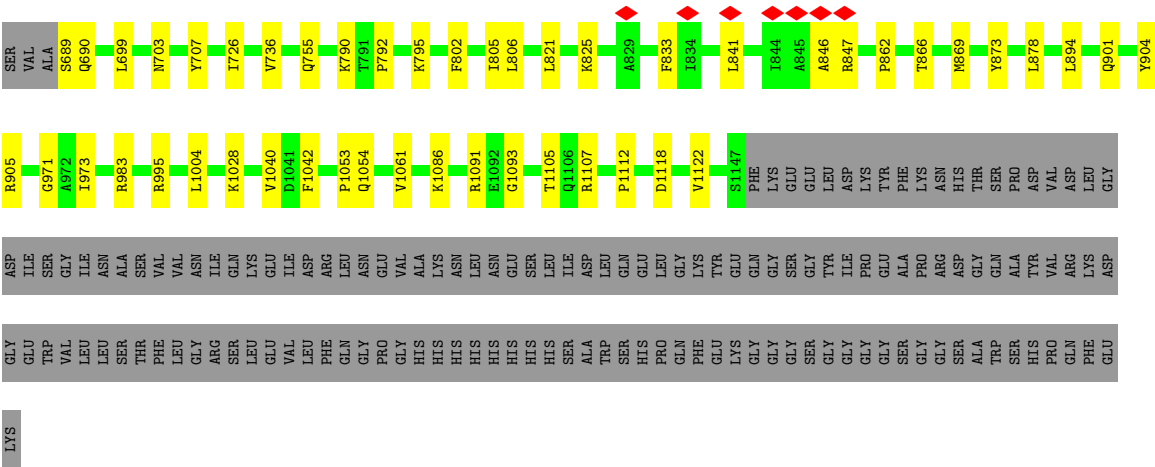 SER VAL ALA S689 Q690 L699 N703 Y707 I726 V736 Q755 K790 T791 P792 K795 F802 I805 L806 L821 K825 A829 F833 I834 L841 I844 A845 A846 R847 P862 T866 M869 Y873 L878 L894 Q901 Y904
R905 G971 A972 I973 R983 R995 L1004 K1028 V1040 D1041 F1042 P1053 Q1054 V1061 K1086 R1091 E1092 G1093 T1105 Q1106 R1107 P1112 D1118 V1122 S1147 PHE LYS GLU GLU LEU ASP LYS TYR PHE LYS ASN HIS THR SER PRO ASP VAL ASP LEU GLY
ASP ILE SER GLY ILE ASN ALA SER VAL VAL ASN ILE GLN LYS GLU ILE ASP ARG LEU ASN GLU VAL ALA LYS ASN LEU ASN GLU SER LEU ILE ASP LEU GLN GLU LEU GLY LYS TYR GLU GLN GLY SER GLY TYR ILE PRO GLU ALA PRO ARG ASP GLY GLN ALA TYR VAL ARG LYS ASP
GLY GLU TRP VAL LEU LEU SER THR PHE LEU GLY ARG SER LEU GLU VAL LEU PHE GLN GLY PRO GLY HIS HIS HIS HIS HIS HIS HIS HIS SER ALA TRP SER HIS PRO GLN PHE GLU LYS GLY GLY GLY SER GLY GLY GLY GLY SER GLY GLY SER ALA TRP SER HIS PRO GLN PHE GLU
LYS